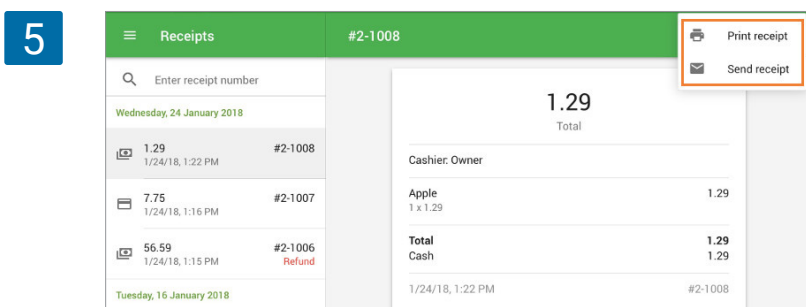 5
Receipts
#2-1008
Print receipt
Send receipt
Enter receipt number
Wednesday, 24 January 2018
1.29 #2-1008
1/24/18, 1:22 PM
7.75 #2-1007
1/24/18, 1:16 PM
56.59 #2-1006
1/24/18, 1:15 PM Refund
Tuesday, 16 January 2018
1.29
Total
Cashier: Owner
Apple 1.29
1 x 1.29
Total 1.29
Cash 1.29
1/24/18, 1:22 PM #2-1008